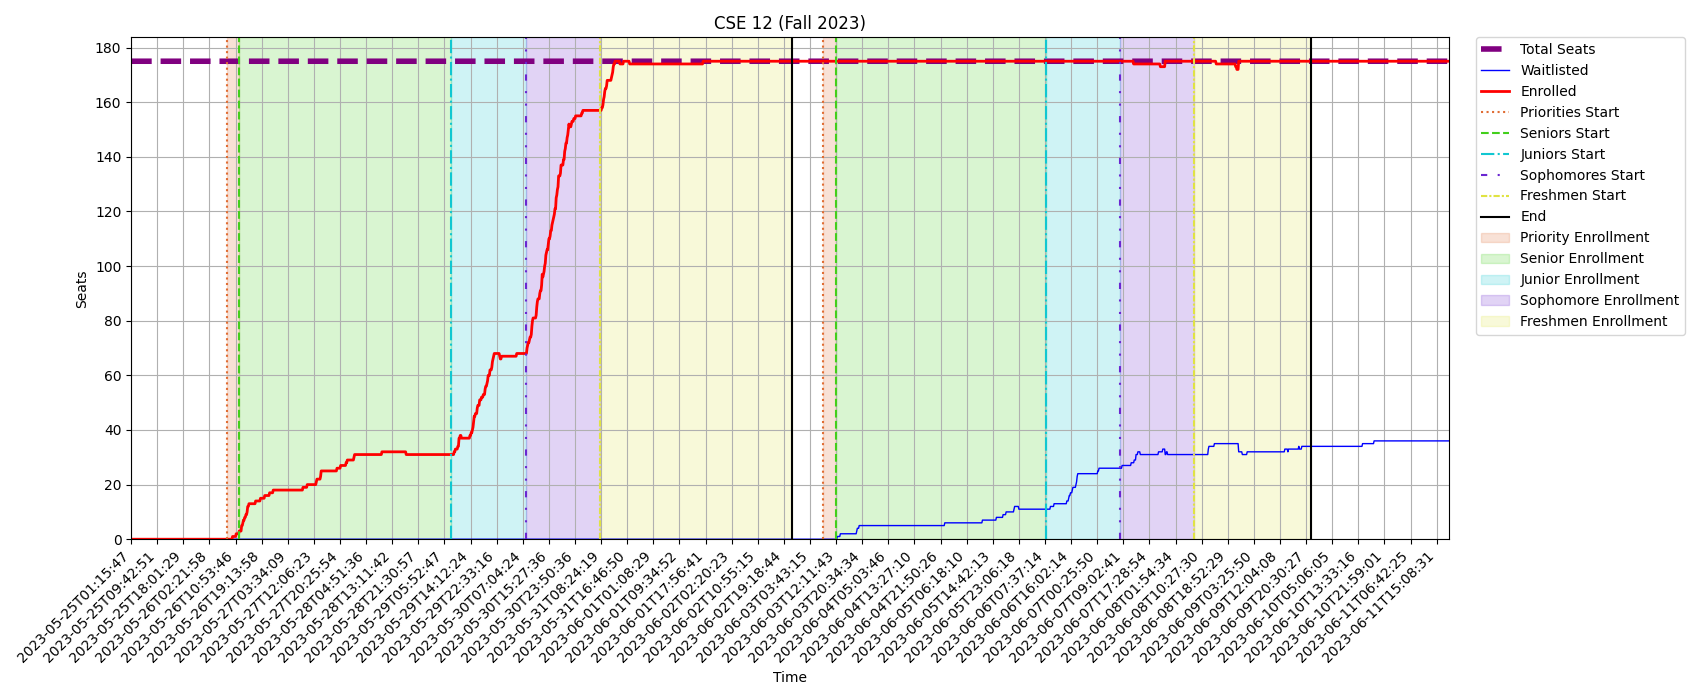 CSE 12 (Fall 2023)
180
160
140
120
100
80
60
40
20
0
Seats
2023-05-25T01:15:47
2023-05-25T09:42:51
2023-05-25T18:01:29
2023-05-26T02:21:58
2023-05-26T10:53:46
2023-05-26T19:13:58
2023-05-27T03:34:09
2023-05-27T12:06:23
2023-05-27T20:25:54
2023-05-28T04:51:36
2023-05-28T13:11:42
2023-05-28T21:30:57
2023-05-29T05:52:47
2023-05-29T14:12:24
2023-05-29T22:33:16
2023-05-30T07:04:24
2023-05-30T15:27:36
2023-05-30T23:50:36
2023-05-31T08:24:19
2023-05-31T16:46:50
2023-06-01T01:08:29
2023-06-01T09:34:52
2023-06-01T17:56:41
2023-06-02T02:20:23
2023-06-02T10:55:15
2023-06-02T19:18:44
2023-06-03T03:43:15
2023-06-03T12:11:43
2023-06-03T20:34:34
2023-06-04T05:03:46
2023-06-04T13:27:10
2023-06-04T21:50:26
2023-06-05T06:18:10
2023-06-05T14:42:13
2023-06-05T23:06:18
2023-06-06T07:37:14
2023-06-06T16:02:14
2023-06-07T00:25:50
2023-06-07T09:02:41
2023-06-07T17:28:54
2023-06-08T01:54:34
2023-06-08T10:27:30
2023-06-08T18:52:29
2023-06-09T03:25:50
2023-06-09T12:04:08
2023-06-09T20:30:27
2023-06-10T05:06:05
2023-06-10T13:33:16
2023-06-10T21:59:01
2023-06-11T06:42:25
2023-06-11T15:08:31
Time
Total Seats
Waitlisted
Enrolled
Priorities Start
Seniors Start
Juniors Start
Sophomores Start
Freshmen Start
End
Priority Enrollment
Senior Enrollment
Junior Enrollment
Sophomore Enrollment
Freshmen Enrollment